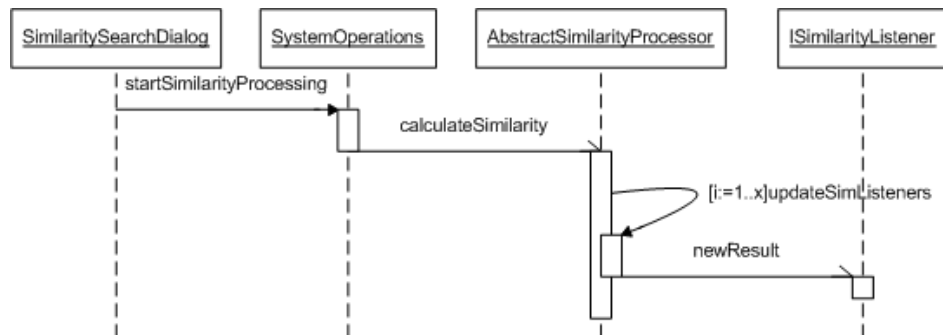 SimilaritySearchDialog
SystemOperations
AbstractSimilarityProcessor
ISimilarityListener
startSimilarityProcessing
calculateSimilarity
[i:=1..x]updateSimListeners
newResult